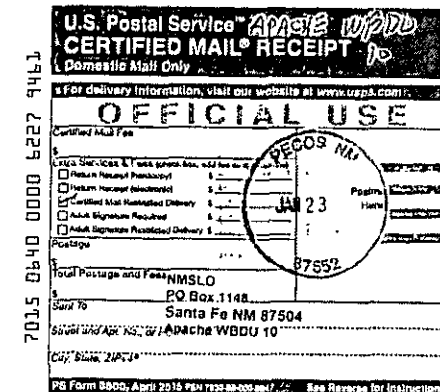 U.S. Postal Service™ APACHE WBDU
CERTIFIED MAIL® RECEIPT 10
Domestic Mail Only
For delivery information, visit our website at www.usps.com
OFFICIAL USE
Certified Mail Fee
$
Extra Services & Fees
Return Receipt (hardcopy) $
Return Receipt (electronic) $
Certified Mail Restricted Delivery $
Adult Signature Required $
Adult Signature Restricted Delivery $
Postage
$
Total Postage and Fees
$
PECOS NM
JAN 23
87552
Postmark
Here
NMSLO
PO Box 1148
Santa Fe NM 87504
Apache WBDU 10
Sent To
Street and Apt. No., or
City, State, ZIP+4®
PS Form 3800, April 2015 See Reverse for Instructions
7015 0640 0000 6227 9461